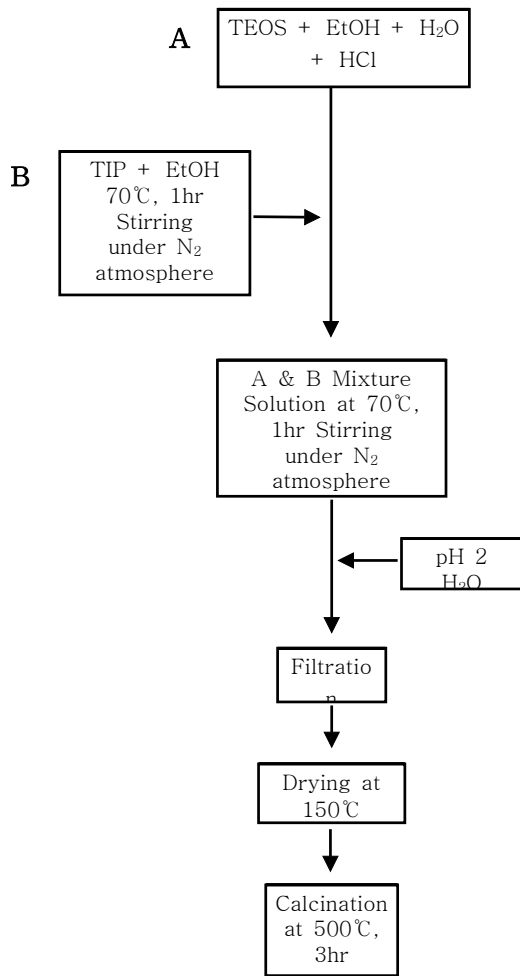 A
TEOS + EtOH + H₂O
+ HCl
B
TIP + EtOH
70℃, 1hr
Stirring
under N₂
atmosphere
A & B Mixture
Solution at 70℃,
1hr Stirring
under N₂
atmosphere
pH 2
H₂O
Filtratio
n
Drying at
150℃
Calcination
at 500℃,
3hr